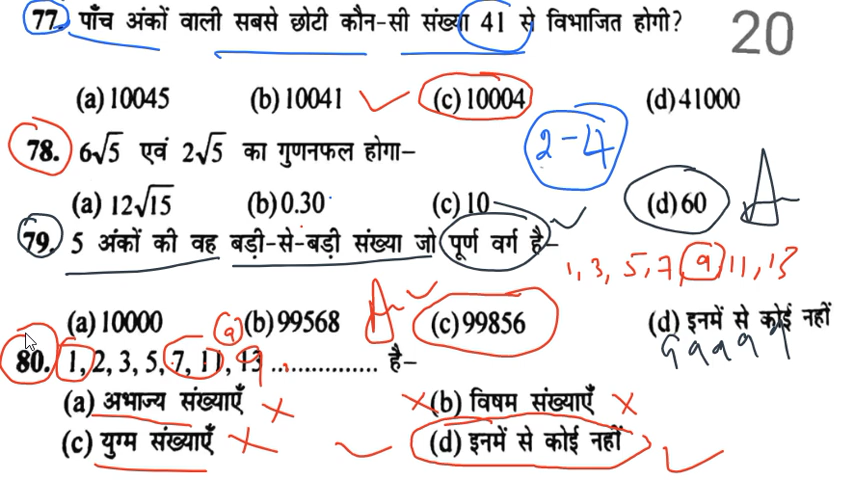 77. पाँच अंकों वाली सबसे छोटी कौन-सी संख्या 41 से विभाजित होगी?
20
(a) 10045 (b) 10041 (c) 10004 (d) 41000
78. 6√5 एवं 2√5 का गुणनफल होगा–
2-4
(a) 12√15 (b) 0.30 (c) 10 (d) 60 A
79. 5 अंकों की वह बड़ी-से-बड़ी संख्या जो पूर्ण वर्ग है–
1, 3, 5, 7, 9, 11, 13
(a) 10000 (b) 99568 (c) 99856 (d) इनमें से कोई नहीं
80. 1, 2, 3, 5, 7, 11, 13 ................ है–
(a) अभाज्य संख्याएँ (b) विषम संख्याएँ
(c) युग्म संख्याएँ (d) इनमें से कोई नहीं